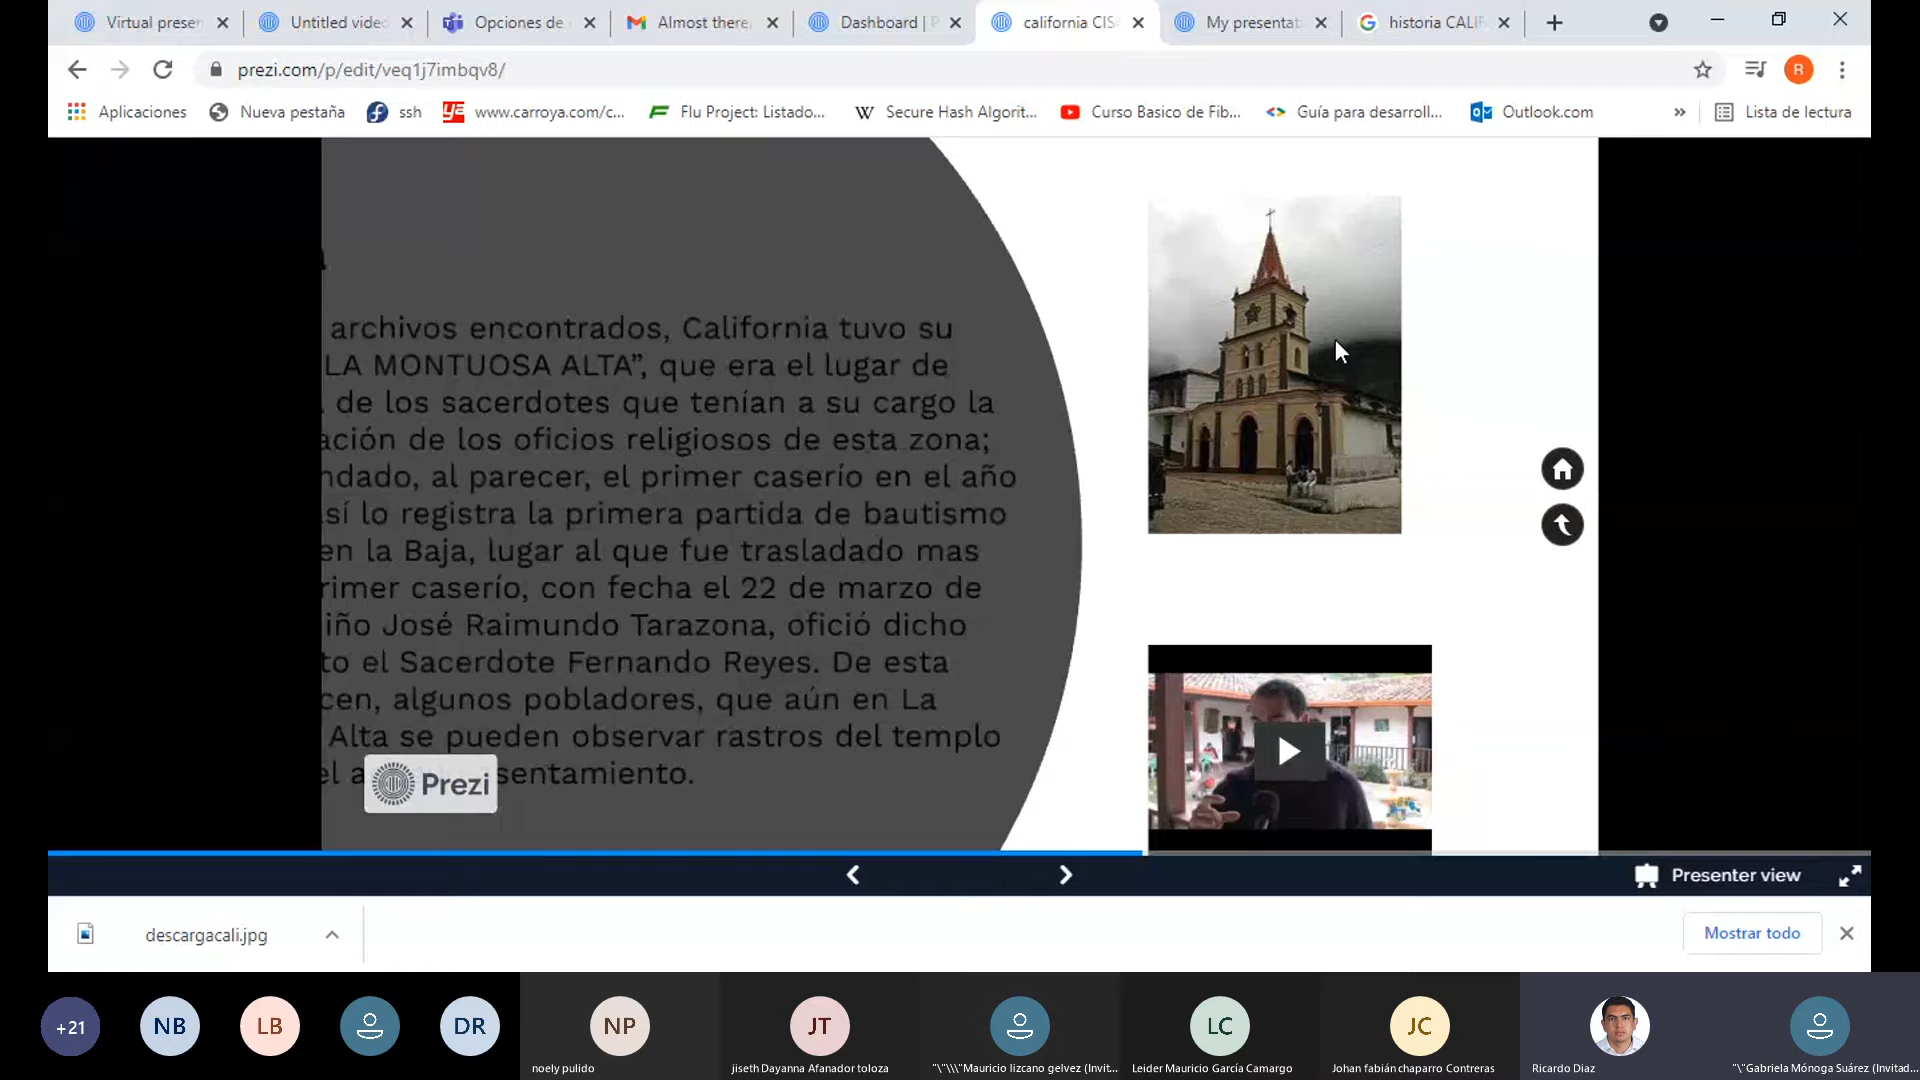 Virtual presen
Untitled video
Opciones de
Almost there,
Dashboard | P
california CIS
My presentat
historia CALIF
prezi.com/p/edit/veq1j7imbqv8/
R
Aplicaciones
Nueva pestaña
ssh
www.carroya.com/c...
Flu Project: Listado...
Secure Hash Algorit...
Curso Basico de Fib...
Guía para desarroll...
Outlook.com
»
Lista de lectura
archivos encontrados, California tuvo su
LA MONTUOSA ALTA”, que era el lugar de
de los sacerdotes que tenían a su cargo la
ación de los oficios religiosos de esta zona;
ndado, al parecer, el primer caserío en el año
sí lo registra la primera partida de bautismo
en la Baja, lugar al que fue trasladado mas
rimer caserío, con fecha el 22 de marzo de
iño José Raimundo Tarazona, ofició dicho
to el Sacerdote Fernando Reyes. De esta
cen, algunos pobladores, que aún en La
Alta se pueden observar rastros del templo
el a sentamiento.
Prezi
Presenter view
descargacali.jpg
Mostrar todo
+21
NB
LB
DR
NP
JT
LC
JC
noely pulido
jiseth Dayanna Afanador toloza
"\"\\\"Mauricio lizcano gelvez (Invit...
Leider Mauricio García Camargo
Johan fabián chaparro Contreras
Ricardo Diaz
"\"Gabriela Mónoga Suárez (Invitad...